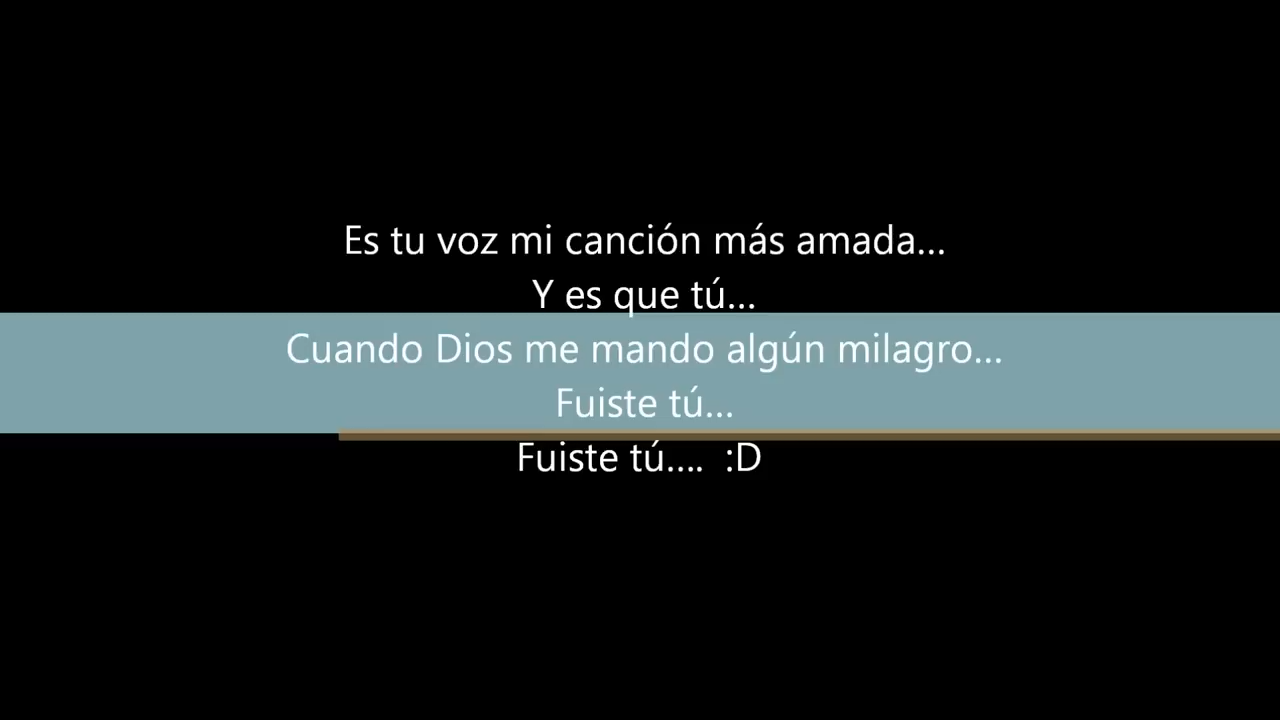 Es tu voz mi canción más amada...
Y es que tú...
Cuando Dios me mando algún milagro...
Fuiste tú...
Fuiste tú....  :D